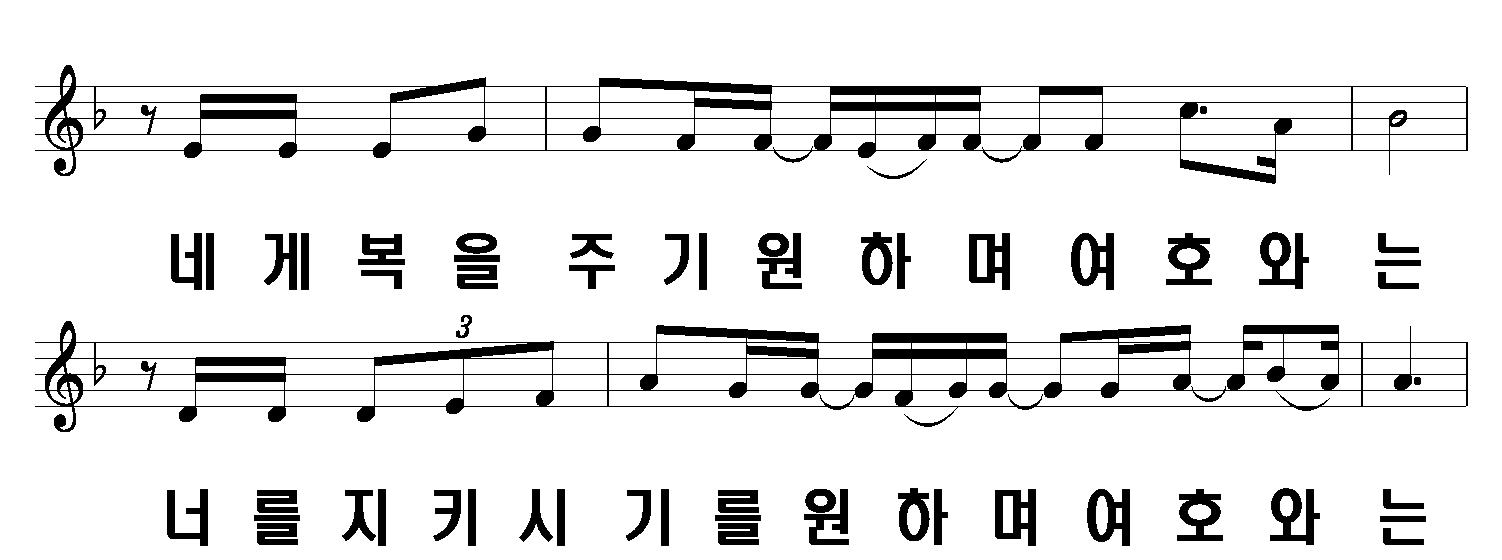 네 게 복 을 주 기 원 하 며 여 호 와 는
3
너 를 지 키 시 기 를 원 하 며 여 호 와 는